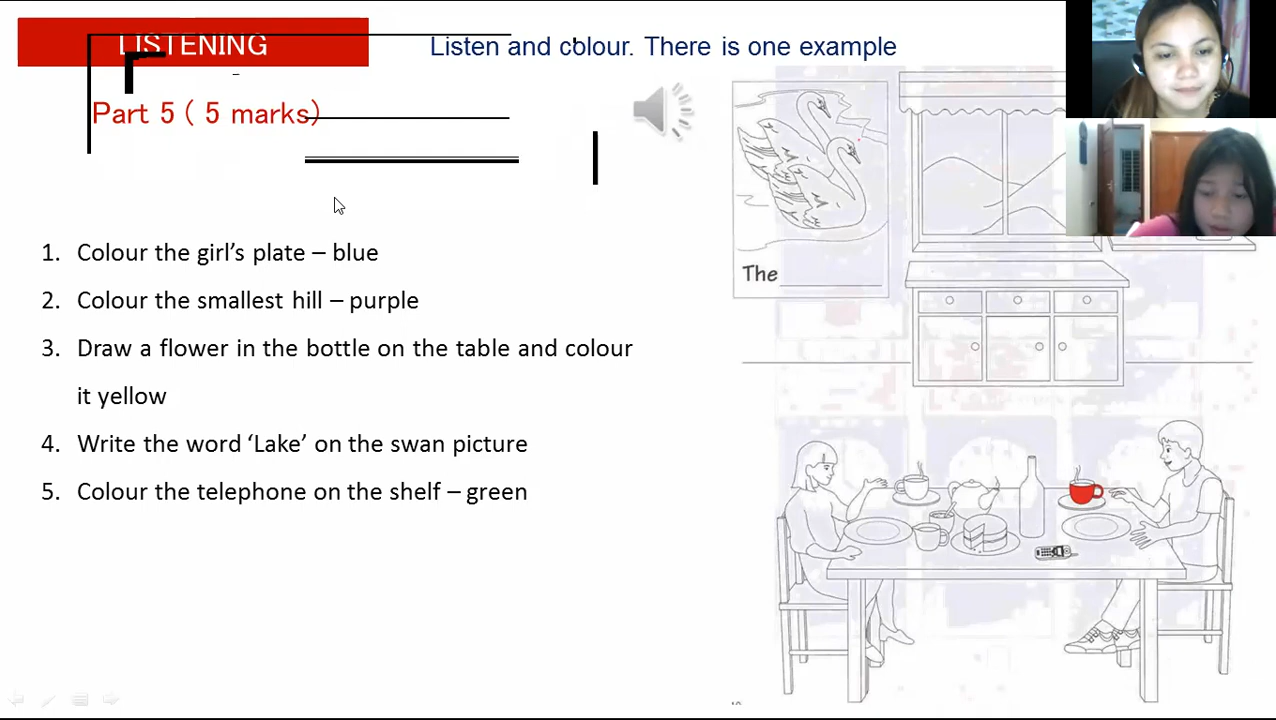 LISTENING
Listen and colour. There is one example
Part 5 ( 5 marks)
1. Colour the girl's plate – blue
2. Colour the smallest hill – purple
3. Draw a flower in the bottle on the table and colour
it yellow
4. Write the word ‘Lake’ on the swan picture
5. Colour the telephone on the shelf – green
The